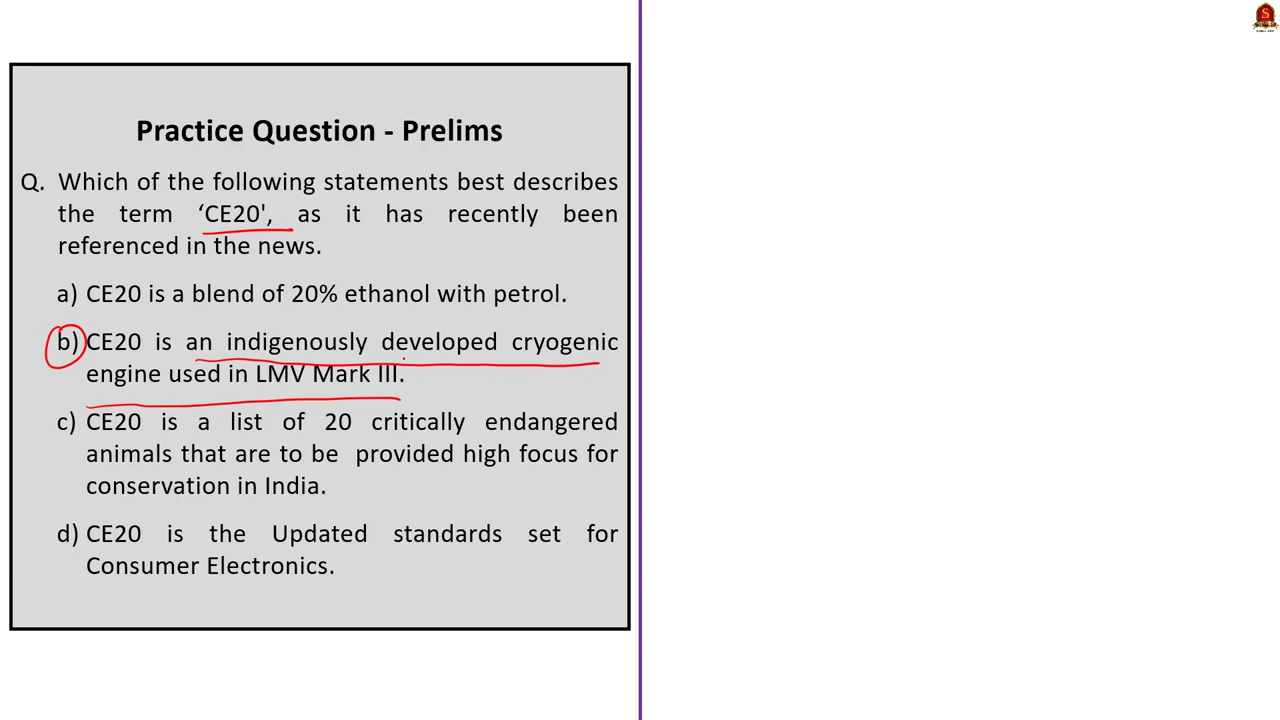 Practice Question - Prelims
Q. Which of the following statements best describes
the term ‘CE20', as it has recently been
referenced in the news.
a) CE20 is a blend of 20% ethanol with petrol.
b) CE20 is an indigenously developed cryogenic
engine used in LMV Mark III.
c) CE20 is a list of 20 critically endangered
animals that are to be provided high focus for
conservation in India.
d) CE20 is the Updated standards set for
Consumer Electronics.
S